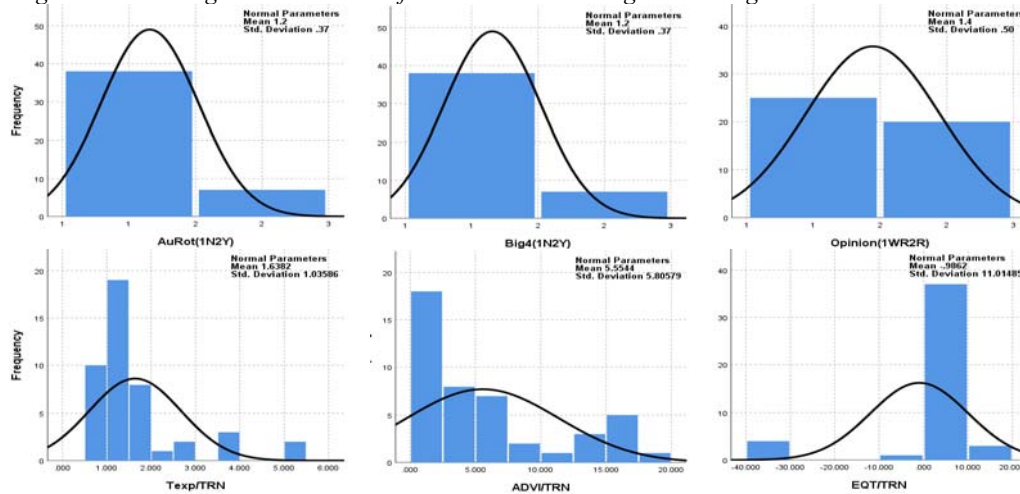 Normal Parameters
Mean 1.2
Std. Deviation .37
50
40
30
20
10
0
Frequency
1
1
2
2
3
AuRot(1N2Y)
Normal Parameters
Mean 1.2
Std. Deviation .37
50
40
30
20
10
0
1
1
2
2
3
Big4(1N2Y)
Normal Parameters
Mean 1.4
Std. Deviation .50
50
40
30
20
10
0
1
1
2
2
3
Opinion(1WR2R)
Normal Parameters
Mean 1.6382
Std. Deviation 1.03586
20
15
10
5
0
Frequency
.000
1.000
2.000
3.000
4.000
5.000
6.000
Texp/TRN
Normal Parameters
Mean 5.5544
Std. Deviation 5.80579
20
15
10
5
0
.000
5.000
10.000
15.000
20.000
ADVI/TRN
Normal Parameters
Mean -.9862
Std. Deviation 11.01485
40
30
20
10
0
-40.000
-30.000
-20.000
-10.000
.000
10.000
20.000
EQT/TRN